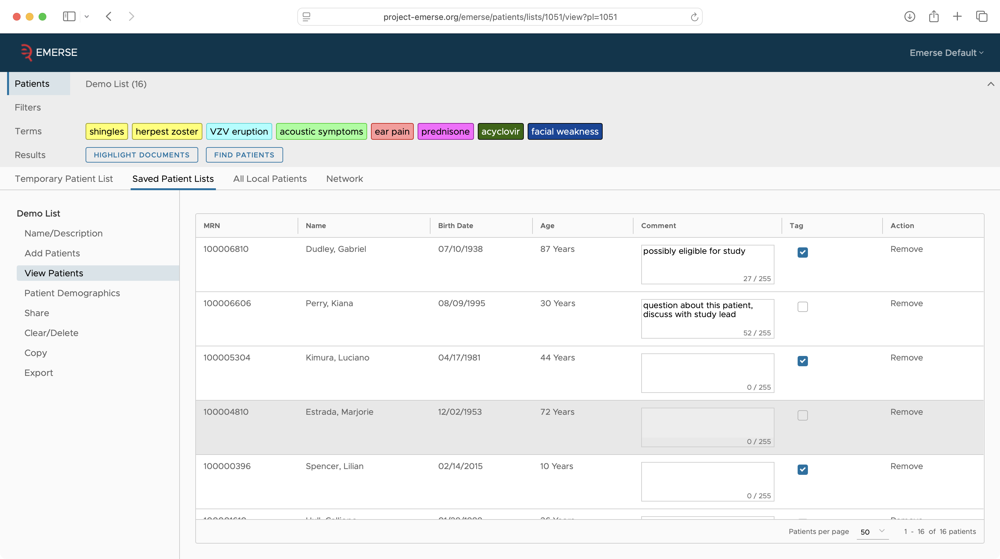 project-emerse.org/emerse/patients/lists/1051/view?pl=1051
EMERSE
Emerse Default
Patients
Demo List (16)
Filters
Terms
shingles herpest zoster VZV eruption acoustic symptoms ear pain prednisone acyclovir facial weakness
Results
HIGHLIGHT DOCUMENTS FIND PATIENTS
Temporary Patient List Saved Patient Lists All Local Patients Network
Demo List
Name/Description
Add Patients
View Patients
Patient Demographics
Share
Clear/Delete
Copy
Export
MRN Name Birth Date Age Comment Tag Action
100006810 Dudley, Gabriel 07/10/1938 87 Years possibly eligible for study Remove
27 / 255
100006606 Perry, Kiana 08/09/1995 30 Years question about this patient, Remove
discuss with study lead
52 / 255
100005304 Kimura, Luciano 04/17/1981 44 Years Remove
0 / 255
100004810 Estrada, Marjorie 12/02/1953 72 Years Remove
0 / 255
100000396 Spencer, Lilian 02/14/2015 10 Years Remove
0 / 255
Patients per page 50 1 - 16 of 16 patients